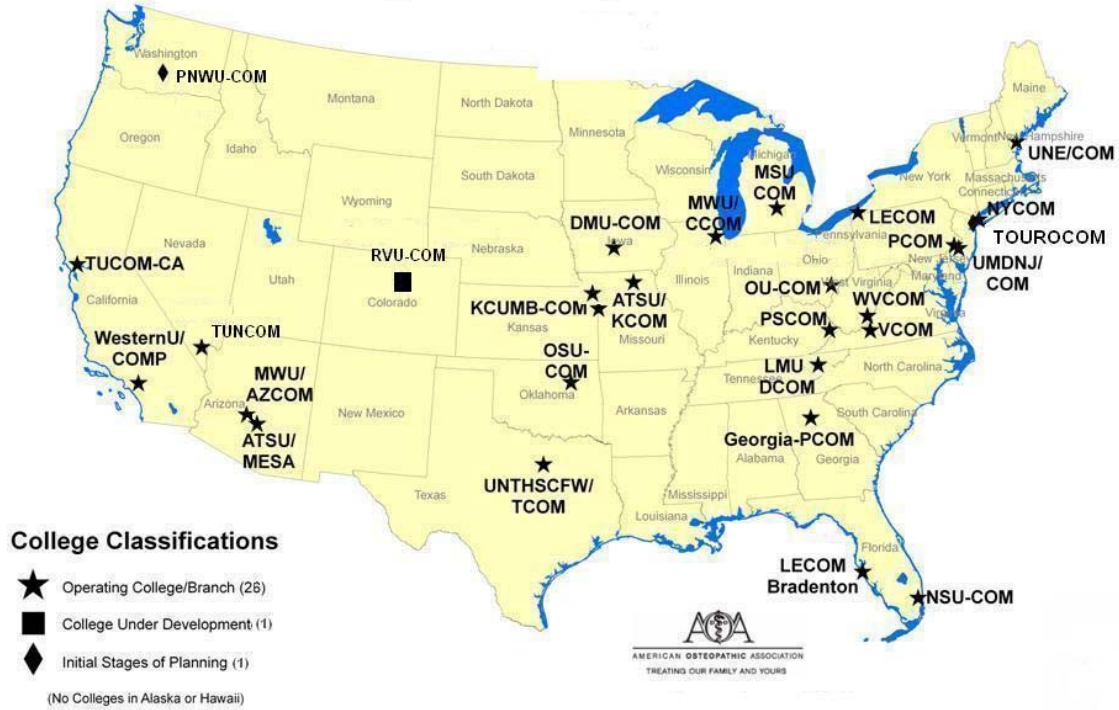 Washington
PNWU-COM
Montana
North Dakota
Minnesota
Maine
Vermont
New Hampshire
UNE/COM
Oregon
Idaho
South Dakota
Wisconsin
Michigan
MSU
COM
New York
Massachusetts
Connecticut
Wyoming
MWU/
CCOM
DMU-COM
Iowa
LECOM
NYCOM
Pennsylvania
PCOM
TOUROCOM
Nevada
Nebraska
RVU-COM
TUCOM-CA
Utah
Colorado
Illinois
Indiana
Ohio
New Jersey
UMDNJ/
COM
Maryland
California
KCUMB-COM
Kansas
ATSU/
KCOM
Missouri
OU-COM
West Virginia
WVCOM
Virginia
PSCOM
VCOM
Kentucky
WesternU/
COMP
TUNCOM
OSU-
COM
Oklahoma
LMU
DCOM
Tennessee
North Carolina
MWU/
AZCOM
Arizona
ATSU/
MESA
New Mexico
Arkansas
South Carolina
Georgia-PCOM
Alabama
Georgia
UNTHSCFW/
TCOM
Texas
Mississippi
Louisiana
Florida
LECOM
Bradenton
NSU-COM
College Classifications
Operating College/Branch (26)
College Under Development (1)
Initial Stages of Planning (1)
(No Colleges in Alaska or Hawaii)
AOA
AMERICAN OSTEOPATHIC ASSOCIATION
TREATING OUR FAMILY AND YOURS